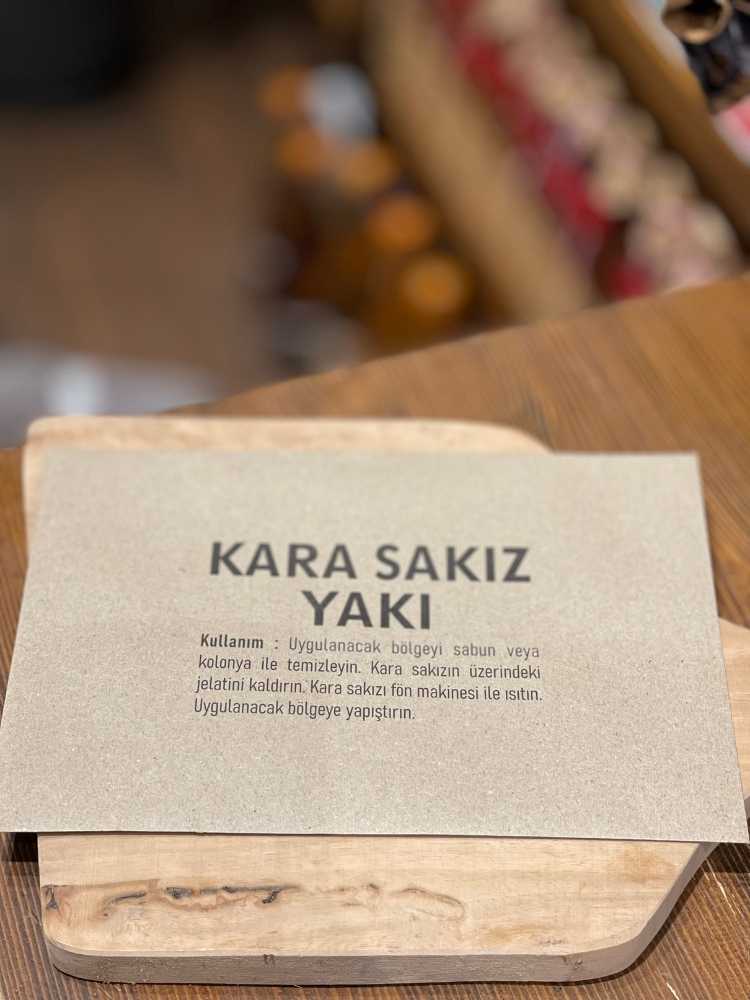 KARA SAKIZ
YAKI
Kullanım : Uygulanacak bölgeyi sabun veya
kolonya ile temizleyin. Kara sakızın üzerindeki
jelatini kaldırın. Kara sakızı fön makinesi ile ısıtın.
Uygulanacak bölgeye yapıştırın.